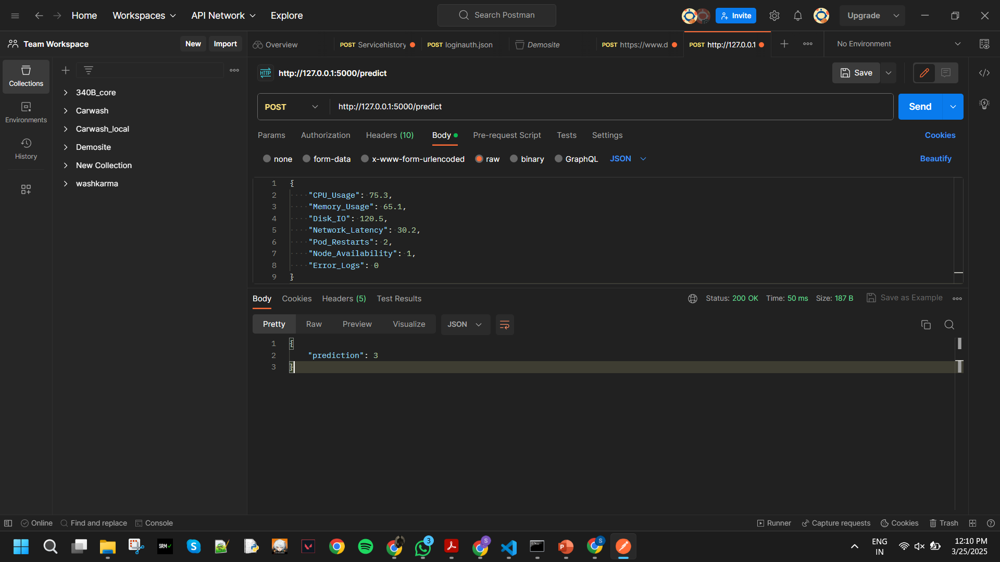 Home Workspaces API Network Explore Search Postman Invite Upgrade
Team Workspace New Import Overview POST Servicehistory POST loginauth.json Demosite POST https://www.d POST http://127.0.0.1 No Environment
Collections
Environments
History
340B_core
Carwash
Carwash_local
Demosite
New Collection
washkarma
HTTP http://127.0.0.1:5000/predict Save
POST http://127.0.0.1:5000/predict Send
Params Authorization Headers (10) Body Pre-request Script Tests Settings Cookies
none form-data x-www-form-urlencoded raw binary GraphQL JSON Beautify
1 {
2 "CPU_Usage": 75.3,
3 "Memory_Usage": 65.1,
4 "Disk_IO": 120.5,
5 "Network_Latency": 30.2,
6 "Pod_Restarts": 2,
7 "Node_Availability": 1,
8 "Error_Logs": 0
9 }
Body Cookies Headers (5) Test Results Status: 200 OK Time: 50 ms Size: 187 B Save as Example
Pretty Raw Preview Visualize JSON
1 {
2 "prediction": 3
3 }
Online Find and replace Console Runner Capture requests Cookies Trash
SRM S 3 S P S ENG 12:10 PM
IN 3/25/2025